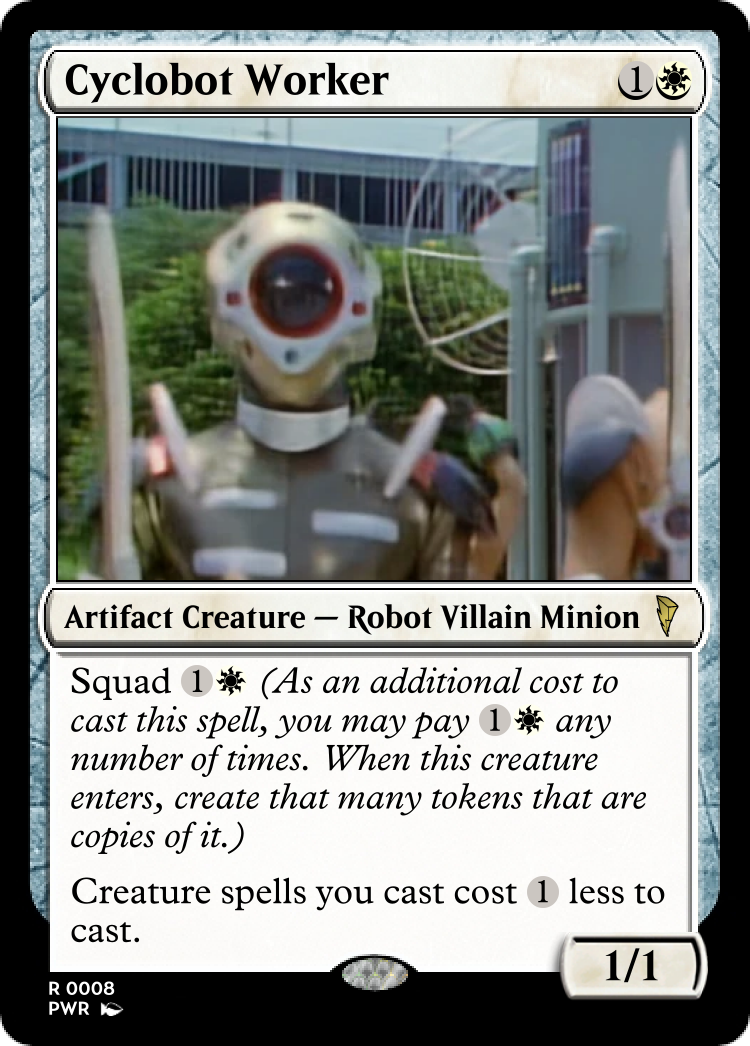 Cyclobot Worker 1
Artifact Creature — Robot Villain Minion
Squad 1 (As an additional cost to
cast this spell, you may pay 1 any
number of times. When this creature
enters, create that many tokens that are
copies of it.)
Creature spells you cast cost 1 less to
cast.
1/1
R 0008
PWR